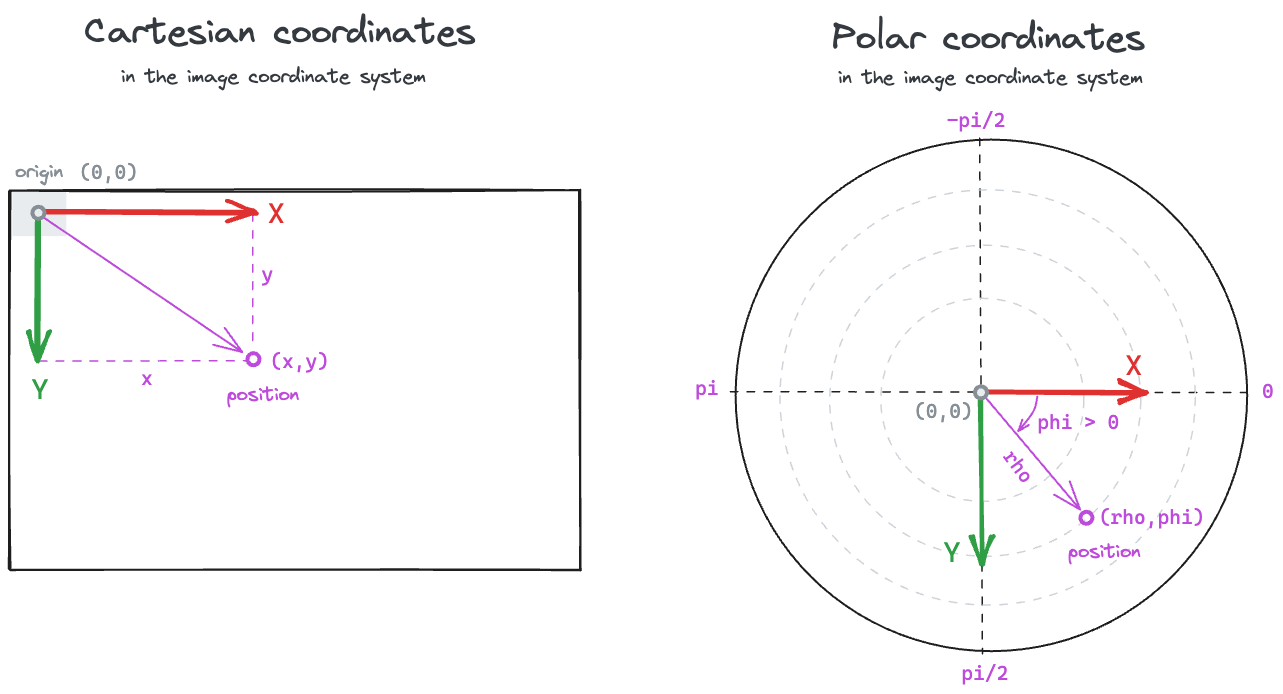 Cartesian coordinates
in the image coordinate system
origin (0,0)
X
y
(x,y)
x
Y
position
Polar coordinates
in the image coordinate system
-pi/2
X
pi
0
(0,0)
phi > 0
rho
(rho,phi)
Y
position
pi/2